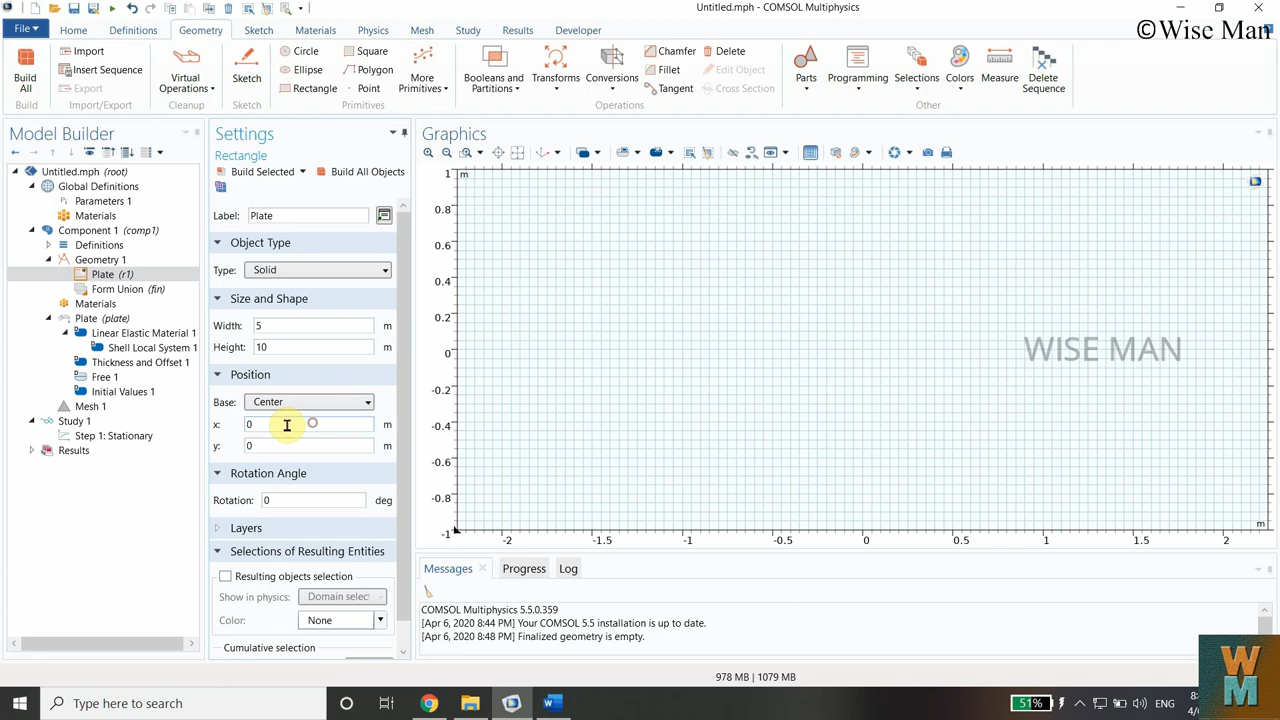 Untitled.mph - COMSOL Multiphysics
©Wise Man
File Home Definitions Geometry Sketch Materials Physics Mesh Study Results Developer
Build All
Build
Import
Insert Sequence
Export
Import/Export
Virtual Operations
Cleanup
Sketch
Sketch
Circle Square
Ellipse Polygon
Rectangle Point
Primitives
More Primitives
Booleans and Partitions
Transforms
Conversions
Chamfer Delete
Fillet Edit Object
Tangent Cross Section
Operations
Parts
Programming
Selections
Colors
Measure
Delete Sequence
Other
Model Builder
Untitled.mph (root)
Global Definitions
Pi Parameters 1
Materials
Component 1 (comp1)
Definitions
Geometry 1
Plate (r1)
Form Union (fin)
Materials
Plate (plate)
Linear Elastic Material 1
Shell Local System 1
Thickness and Offset 1
Free 1
Initial Values 1
Mesh 1
Study 1
Step 1: Stationary
Results
Settings
Rectangle
Build Selected Build All Objects
Label: Plate
Object Type
Type: Solid
Size and Shape
Width: 5 m
Height: 10 m
Position
Base: Center
x: 0 m
y: 0 m
Rotation Angle
Rotation: 0 deg
Layers
Selections of Resulting Entities
Resulting objects selection
Show in physics: Domain select
Color: None
Cumulative selection
Graphics
1 m
0.8
0.6
0.4
0.2
0
-0.2
-0.4
-0.6
-0.8
-1 m
-2 -1.5 -1 -0.5 0 0.5 1 1.5 2
WISE MAN
Messages Progress Log
COMSOL Multiphysics 5.5.0.359
[Apr 6, 2020 8:44 PM] Your COMSOL 5.5 installation is up to date.
[Apr 6, 2020 8:48 PM] Finalized geometry is empty.
978 MB | 1079 MB
Type here to search
51%
ENG
W
M